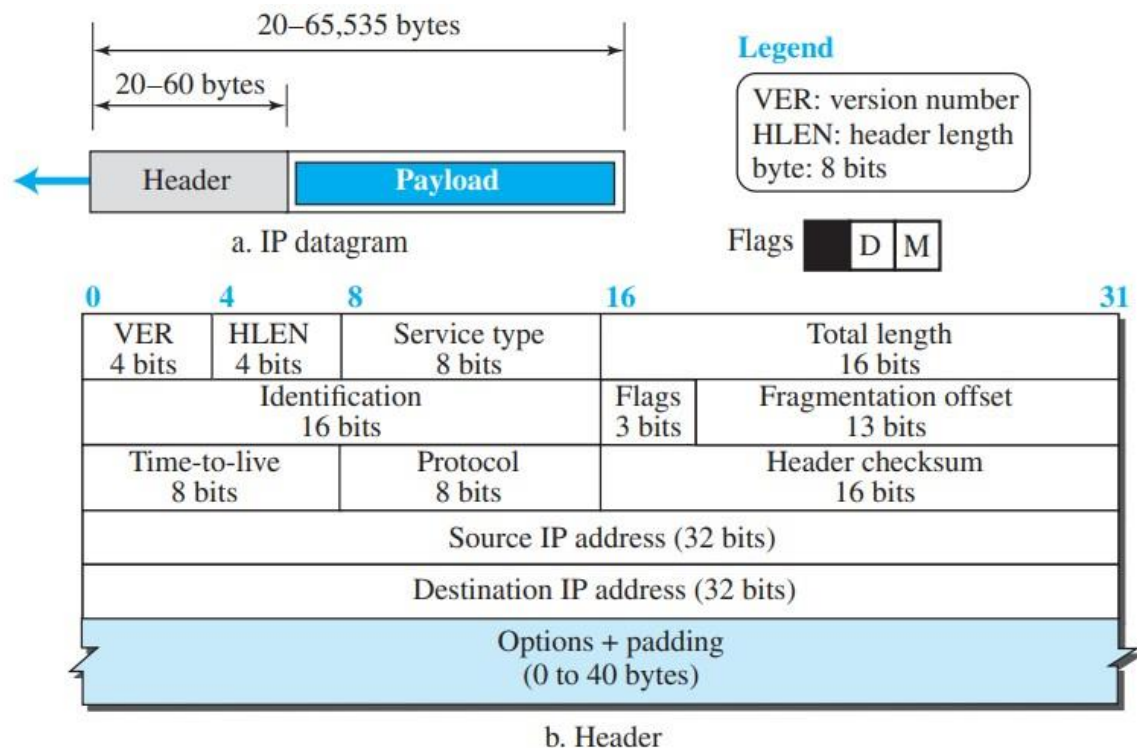 20–65,535 bytes
Legend
20–60 bytes
VER: version number
HLEN: header length
byte: 8 bits
Header
Payload
Flags
D
M
a. IP datagram
0
4
8
16
31
VER
4 bits
HLEN
4 bits
Service type
8 bits
Total length
16 bits
Identification
16 bits
Flags
3 bits
Fragmentation offset
13 bits
Time-to-live
8 bits
Protocol
8 bits
Header checksum
16 bits
Source IP address (32 bits)
Destination IP address (32 bits)
Options + padding
(0 to 40 bytes)
b. Header